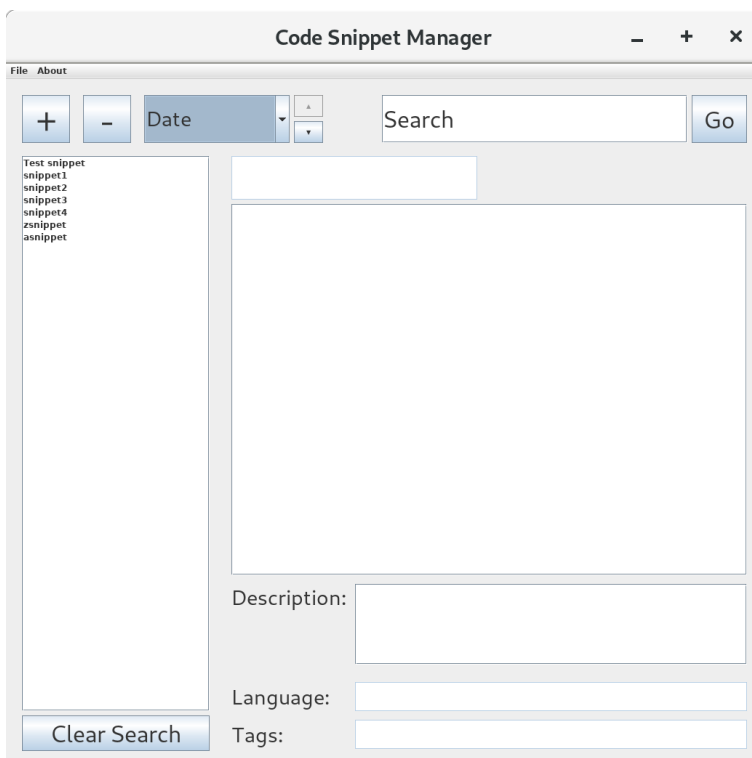 Code Snippet Manager
File About
+ - Date Search Go
Test snippet
snippet1
snippet2
snippet3
snippet4
zsnippet
asnippet
Description:
Language:
Clear Search
Tags: